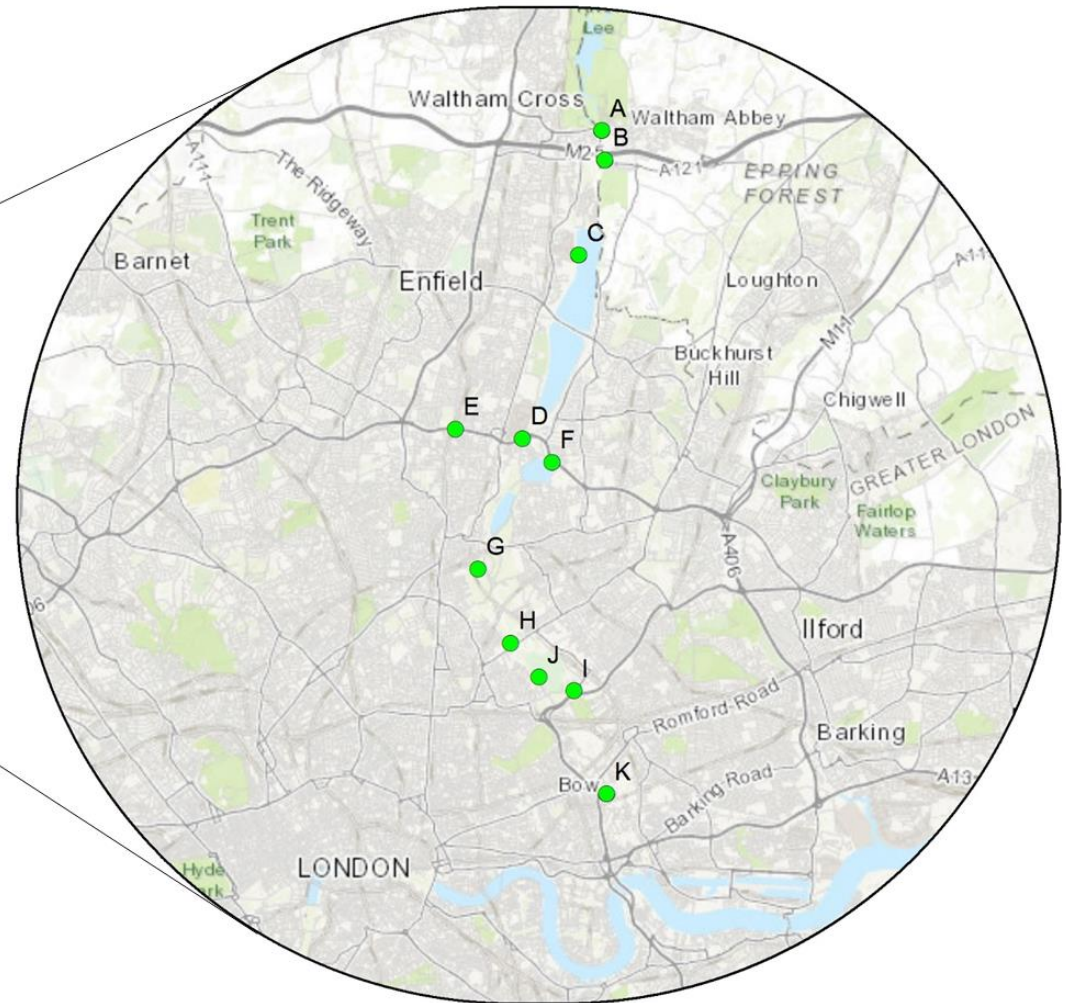 Lee
Waltham Cross
A
Waltham Abbey
B
M25
A121
A111
The Ridgeway
EPPING
FOREST
Trent
Park
C
Barnet
Enfield
Loughton
A11
M11
Buckhurst
Hill
Chigwell
E
D
F
GREATER LONDON
Claybury
Park
Fairlop
Waters
G
A406
H
Ilford
J
I
Romford Road
Barking
K
Bow
Barking Road
A13
LONDON
Hyde